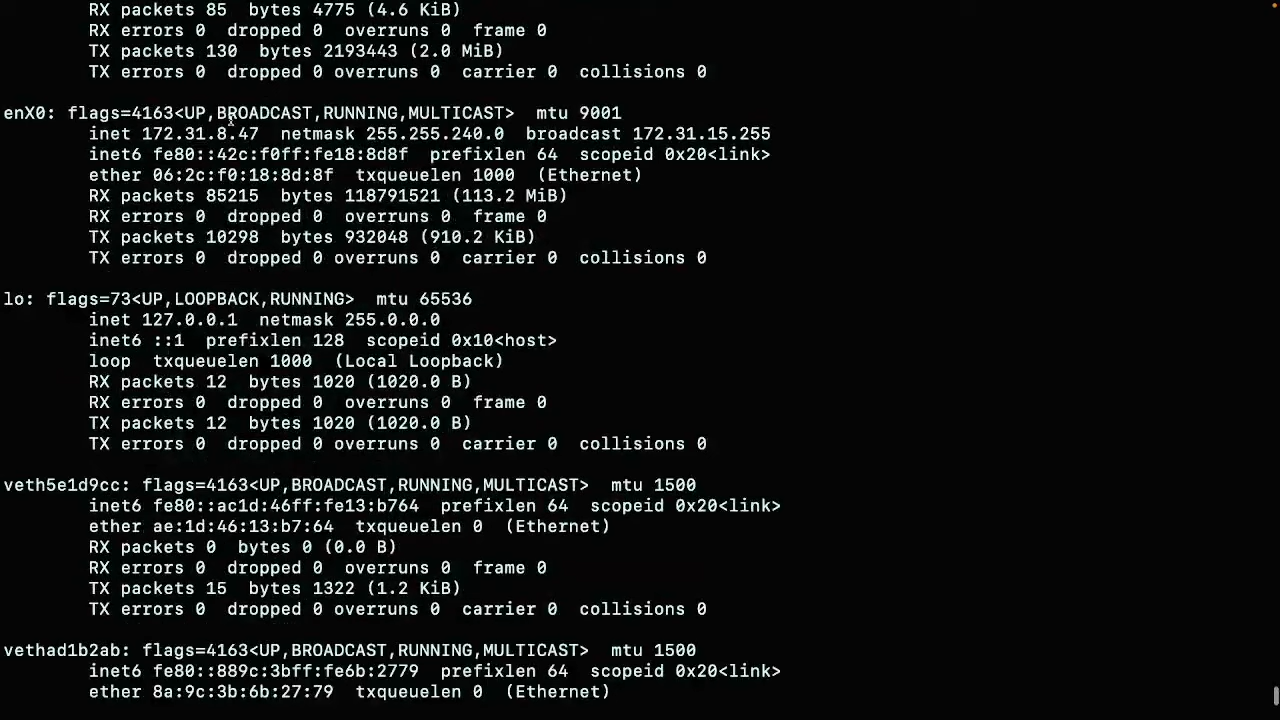 RX packets 85  bytes 4775 (4.6 KiB)
RX errors 0  dropped 0  overruns 0  frame 0
TX packets 130  bytes 2193443 (2.0 MiB)
TX errors 0  dropped 0 overruns 0  carrier 0  collisions 0
enX0: flags=4163<UP,BROADCAST,RUNNING,MULTICAST>  mtu 9001
inet 172.31.8.47  netmask 255.255.240.0  broadcast 172.31.15.255
inet6 fe80::42c:f0ff:fe18:8d8f  prefixlen 64  scopeid 0x20<link>
ether 06:2c:f0:18:8d:8f  txqueuelen 1000  (Ethernet)
RX packets 85215  bytes 118791521 (113.2 MiB)
RX errors 0  dropped 0  overruns 0  frame 0
TX packets 10298  bytes 932048 (910.2 KiB)
TX errors 0  dropped 0 overruns 0  carrier 0  collisions 0
lo: flags=73<UP,LOOPBACK,RUNNING>  mtu 65536
inet 127.0.0.1  netmask 255.0.0.0
inet6 ::1  prefixlen 128  scopeid 0x10<host>
loop  txqueuelen 1000  (Local Loopback)
RX packets 12  bytes 1020 (1020.0 B)
RX errors 0  dropped 0  overruns 0  frame 0
TX packets 12  bytes 1020 (1020.0 B)
TX errors 0  dropped 0 overruns 0  carrier 0  collisions 0
veth5e1d9cc: flags=4163<UP,BROADCAST,RUNNING,MULTICAST>  mtu 1500
inet6 fe80::ac1d:46ff:fe13:b764  prefixlen 64  scopeid 0x20<link>
ether ae:1d:46:13:b7:64  txqueuelen 0  (Ethernet)
RX packets 0  bytes 0 (0.0 B)
RX errors 0  dropped 0  overruns 0  frame 0
TX packets 15  bytes 1322 (1.2 KiB)
TX errors 0  dropped 0 overruns 0  carrier 0  collisions 0
vethad1b2ab: flags=4163<UP,BROADCAST,RUNNING,MULTICAST>  mtu 1500
inet6 fe80::889c:3bff:fe6b:2779  prefixlen 64  scopeid 0x20<link>
ether 8a:9c:3b:6b:27:79  txqueuelen 0  (Ethernet)